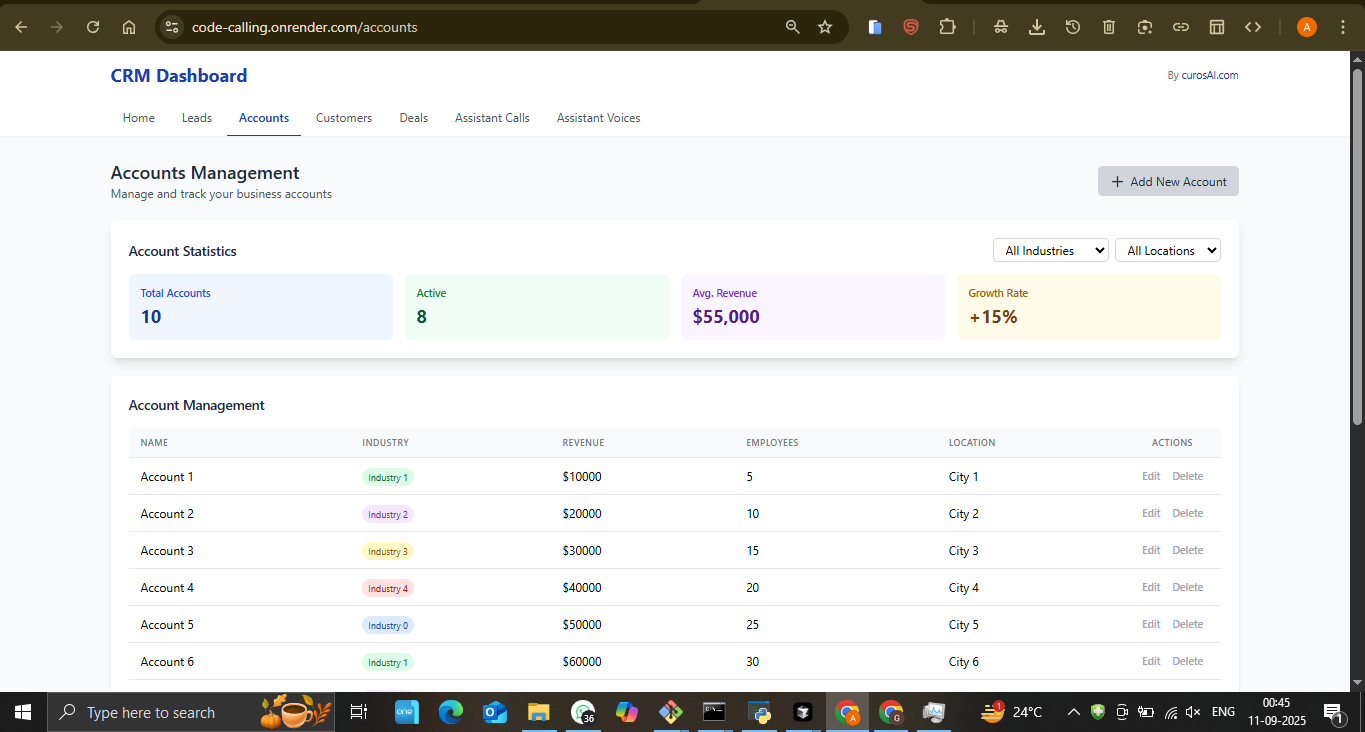 code-calling.onrender.com/accounts
A
CRM Dashboard
By curosAI.com
Home Leads Accounts Customers Deals Assistant Calls Assistant Voices
Accounts Management
Manage and track your business accounts
+ Add New Account
Account Statistics
All Industries All Locations
Total Accounts Active Avg. Revenue Growth Rate
10 8 $55,000 +15%
Account Management
NAME INDUSTRY REVENUE EMPLOYEES LOCATION ACTIONS
Account 1 Industry 1 $10000 5 City 1 Edit Delete
Account 2 Industry 2 $20000 10 City 2 Edit Delete
Account 3 Industry 3 $30000 15 City 3 Edit Delete
Account 4 Industry 4 $40000 20 City 4 Edit Delete
Account 5 Industry 0 $50000 25 City 5 Edit Delete
Account 6 Industry 1 $60000 30 City 6 Edit Delete
Type here to search
36
A
G
1
24°C
ENG
00:45
11-09-2025
1